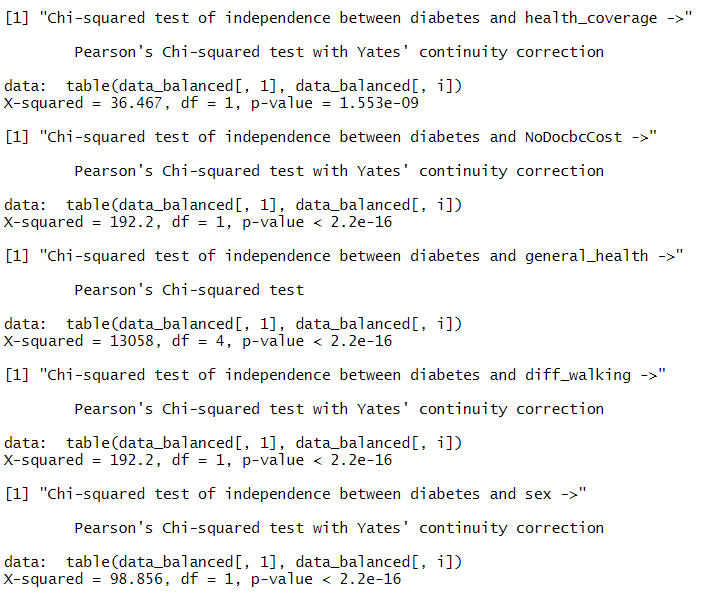 [1] "Chi-squared test of independence between diabetes and health_coverage ->"
Pearson's Chi-squared test with Yates' continuity correction
data:  table(data_balanced[, 1], data_balanced[, i])
X-squared = 36.467, df = 1, p-value = 1.553e-09
[1] "Chi-squared test of independence between diabetes and NoDocbcCost ->"
Pearson's Chi-squared test with Yates' continuity correction
data:  table(data_balanced[, 1], data_balanced[, i])
X-squared = 192.2, df = 1, p-value < 2.2e-16
[1] "Chi-squared test of independence between diabetes and general_health ->"
Pearson's Chi-squared test
data:  table(data_balanced[, 1], data_balanced[, i])
X-squared = 13058, df = 4, p-value < 2.2e-16
[1] "Chi-squared test of independence between diabetes and diff_walking ->"
Pearson's Chi-squared test with Yates' continuity correction
data:  table(data_balanced[, 1], data_balanced[, i])
X-squared = 192.2, df = 1, p-value < 2.2e-16
[1] "Chi-squared test of independence between diabetes and sex ->"
Pearson's Chi-squared test with Yates' continuity correction
data:  table(data_balanced[, 1], data_balanced[, i])
X-squared = 98.856, df = 1, p-value < 2.2e-16